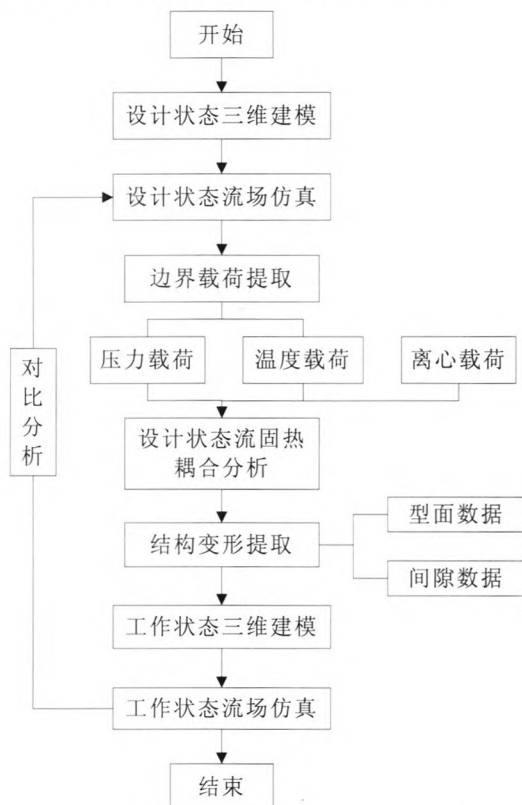 开始
设计状态三维建模
设计状态流场仿真
边界载荷提取
压力载荷
温度载荷
离心载荷
对比分析
设计状态流固热
耦合分析
结构变形提取
型面数据
间隙数据
工作状态三维建模
工作状态流场仿真
结束